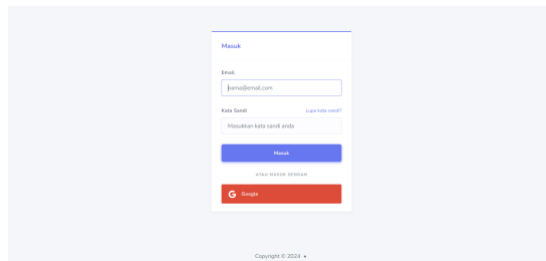 Masuk
Email
nama@email.com
Kata Sandi
Lupa kata sandi?
Masukkan kata sandi anda
Masuk
ATAU MASUK DENGAN
Google
Copyright © 2024 •